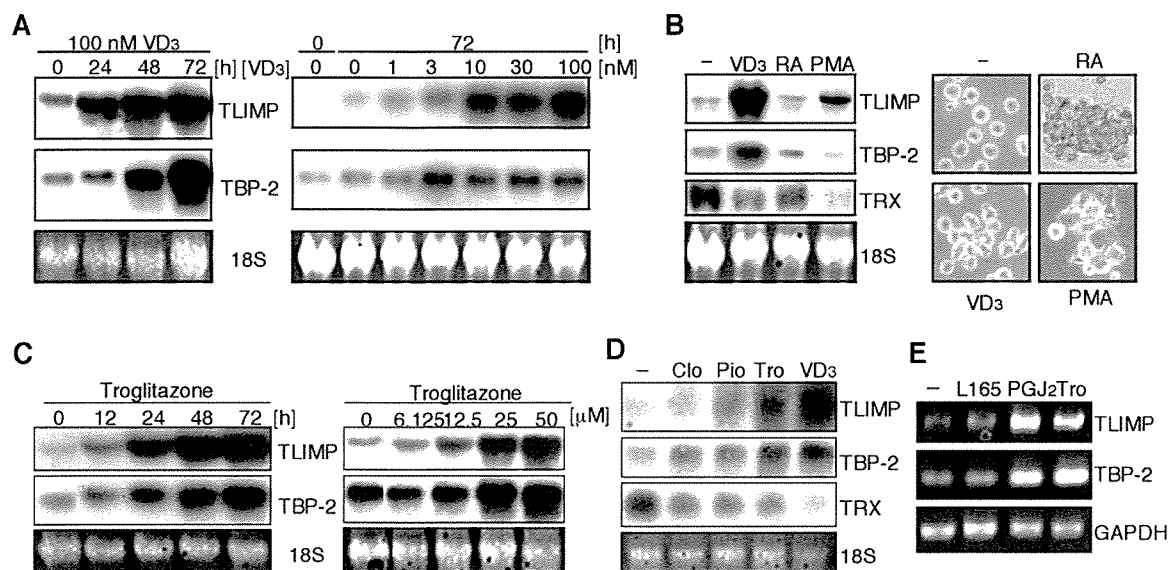 A
100 nM VD3
0 24 48 72 [h]
0 72 [h]
[VD3] 0 0 1 3 10 30 100 [nM]
TLIMP
TBP-2
18S
B
– VD3 RA PMA
TLIMP
TBP-2
TRX
18S
– RA
VD3 PMA
C
Troglitazone
0 12 24 48 72 [h]
Troglitazone
0 6.125 12.5 25 50 [μM]
TLIMP
TBP-2
18S
D
– Clo Pio Tro VD3
TLIMP
TBP-2
TRX
18S
E
– L165 PGJ2 Tro
TLIMP
TBP-2
GAPDH